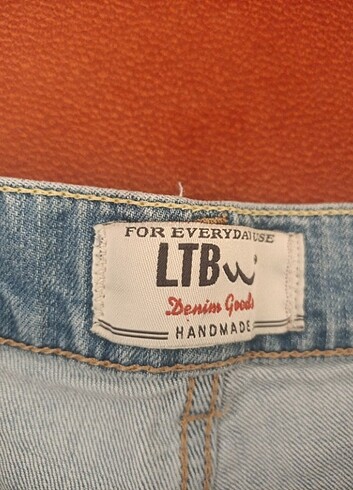 FOR EVERYDAY USE
LTB
Denim Goods
HANDMADE